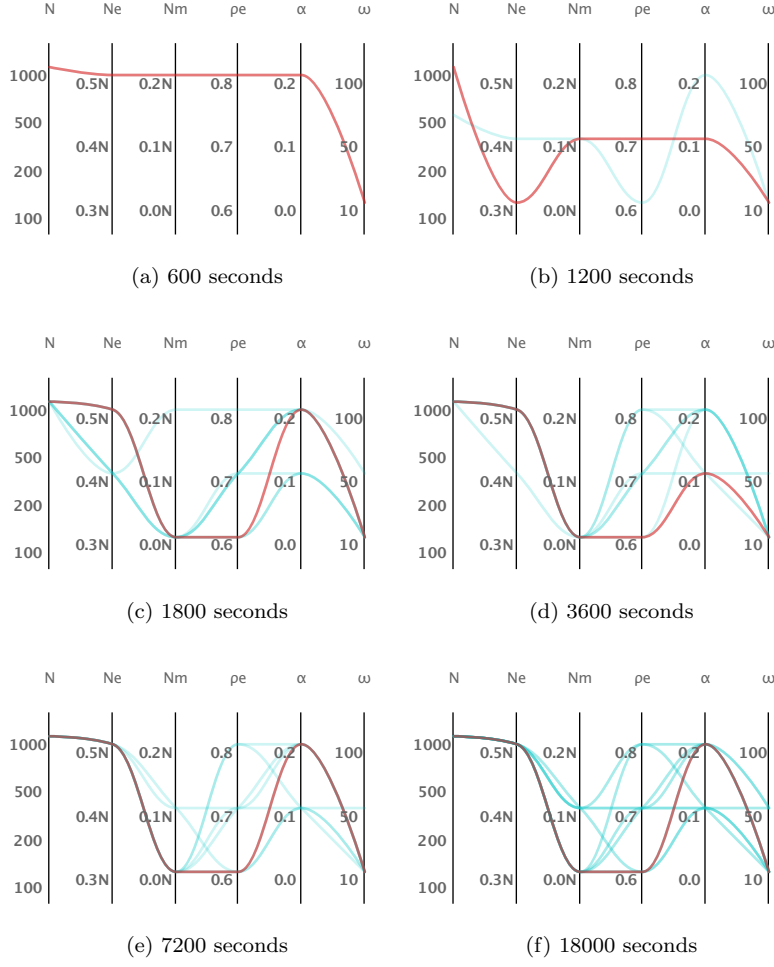 N Ne Nm ρe α ω N Ne Nm ρe α ω
1000 0.5N 0.2N 0.8 0.2 100 1000 0.5N 0.2N 0.8 0.2 100
500 500
0.4N 0.1N 0.7 0.1 50 0.4N 0.1N 0.7 0.1 50
200 200
100 0.3N 0.0N 0.6 0.0 10 100 0.3N 0.0N 0.6 0.0 10
(a) 600 seconds (b) 1200 seconds
N Ne Nm ρe α ω N Ne Nm ρe α ω
1000 0.5N 0.2N 0.8 0.2 100 1000 0.5N 0.2N 0.8 0.2 100
500 500
0.4N 0.1N 0.7 0.1 50 0.4N 0.1N 0.7 0.1 50
200 200
100 0.3N 0.0N 0.6 0.0 10 100 0.3N 0.0N 0.6 0.0 10
(c) 1800 seconds (d) 3600 seconds
N Ne Nm ρe α ω N Ne Nm ρe α ω
1000 0.5N 0.2N 0.8 0.2 100 1000 0.5N 0.2N 0.8 0.2 100
500 500
0.4N 0.1N 0.7 0.1 50 0.4N 0.1N 0.7 0.1 50
200 200
100 0.3N 0.0N 0.6 0.0 10 100 0.3N 0.0N 0.6 0.0 10
(e) 7200 seconds (f) 18000 seconds